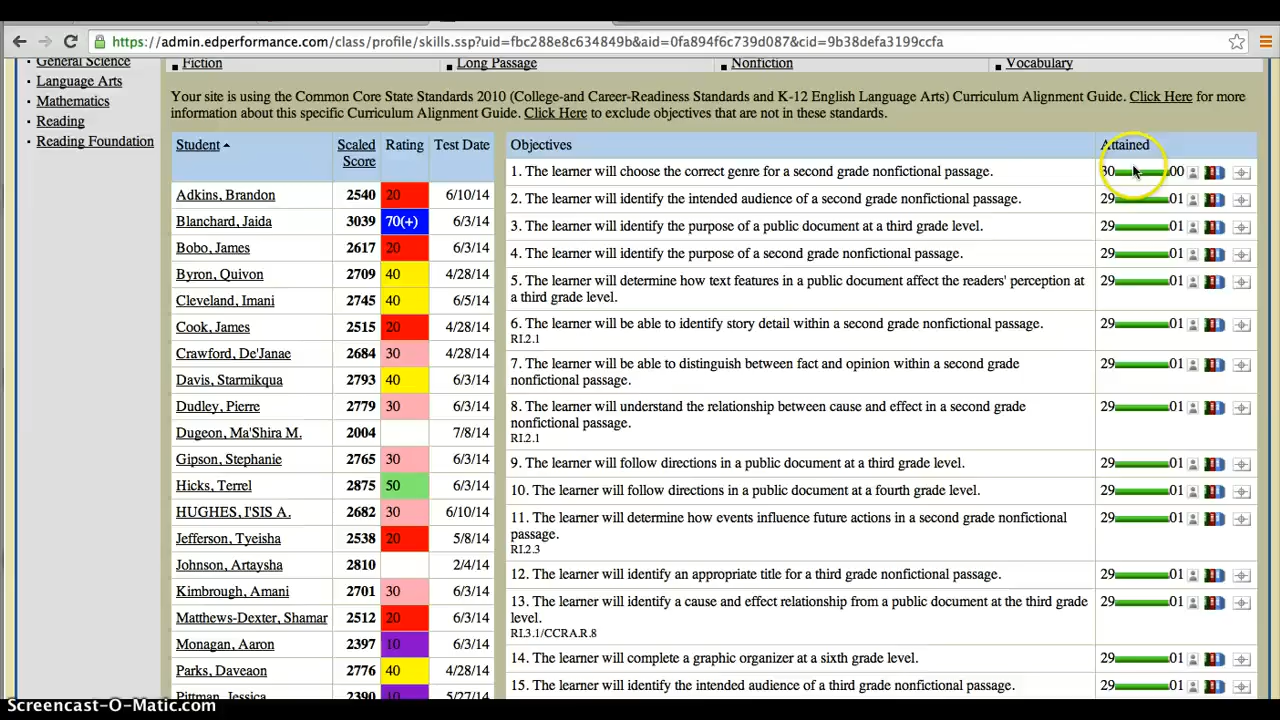 https://admin.edperformance.com/class/profile/skills.ssp?uid=fbc288e8c634849b&aid=0fa894f6c739d087&cid=9b38defa3199ccfa
General Science
Language Arts
Mathematics
Reading
Reading Foundation
Fiction Long Passage Nonfiction Vocabulary
Your site is using the Common Core State Standards 2010 (College-and Career-Readiness Standards and K-12 English Language Arts) Curriculum Alignment Guide. Click Here for more
information about this specific Curriculum Alignment Guide. Click Here to exclude objectives that are not in these standards.
Student Scaled Score Rating Test Date
Adkins, Brandon 2540 20 6/10/14
Blanchard, Jaida 3039 70(+) 6/3/14
Bobo, James 2617 20 6/3/14
Byron, Quivon 2709 40 4/28/14
Cleveland, Imani 2745 40 6/5/14
Cook, James 2515 20 4/28/14
Crawford, De'Janae 2684 30 4/28/14
Davis, Starmikqua 2793 40 6/3/14
Dudley, Pierre 2779 30 6/3/14
Dugeon, Ma'Shira M. 2004 7/8/14
Gipson, Stephanie 2765 30 6/3/14
Hicks, Terrel 2875 50 6/3/14
HUGHES, I'SIS A. 2682 30 6/10/14
Jefferson, Tyeisha 2538 20 5/8/14
Johnson, Artaysha 2810 2/4/14
Kimbrough, Amani 2701 30 6/3/14
Matthews-Dexter, Shamar 2512 20 6/3/14
Monagan, Aaron 2397 10 6/3/14
Parks, Daveaon 2776 40 4/28/14
Pittman, Jessica 2390 10 5/27/14
Objectives Attained
1. The learner will choose the correct genre for a second grade nonfictional passage. 30 00
2. The learner will identify the intended audience of a second grade nonfictional passage. 29 01
3. The learner will identify the purpose of a public document at a third grade level. 29 01
4. The learner will identify the purpose of a second grade nonfictional passage. 29 01
5. The learner will determine how text features in a public document affect the readers' perception at 29 01
a third grade level.
6. The learner will be able to identify story detail within a second grade nonfictional passage. 29 01
RI.2.1
7. The learner will be able to distinguish between fact and opinion within a second grade 29 01
nonfictional passage.
8. The learner will understand the relationship between cause and effect in a second grade 29 01
nonfictional passage.
RI.2.1
9. The learner will follow directions in a public document at a third grade level. 29 01
10. The learner will follow directions in a public document at a fourth grade level. 29 01
11. The learner will determine how events influence future actions in a second grade nonfictional 29 01
passage.
RI.2.3
12. The learner will identify an appropriate title for a third grade nonfictional passage. 29 01
13. The learner will identify a cause and effect relationship from a public document at the third grade 29 01
level.
RI.3.1/CCRA.R.8
14. The learner will complete a graphic organizer at a sixth grade level. 29 01
15. The learner will identify the intended audience of a third grade nonfictional passage. 29 01
Screencast-O-Matic.com